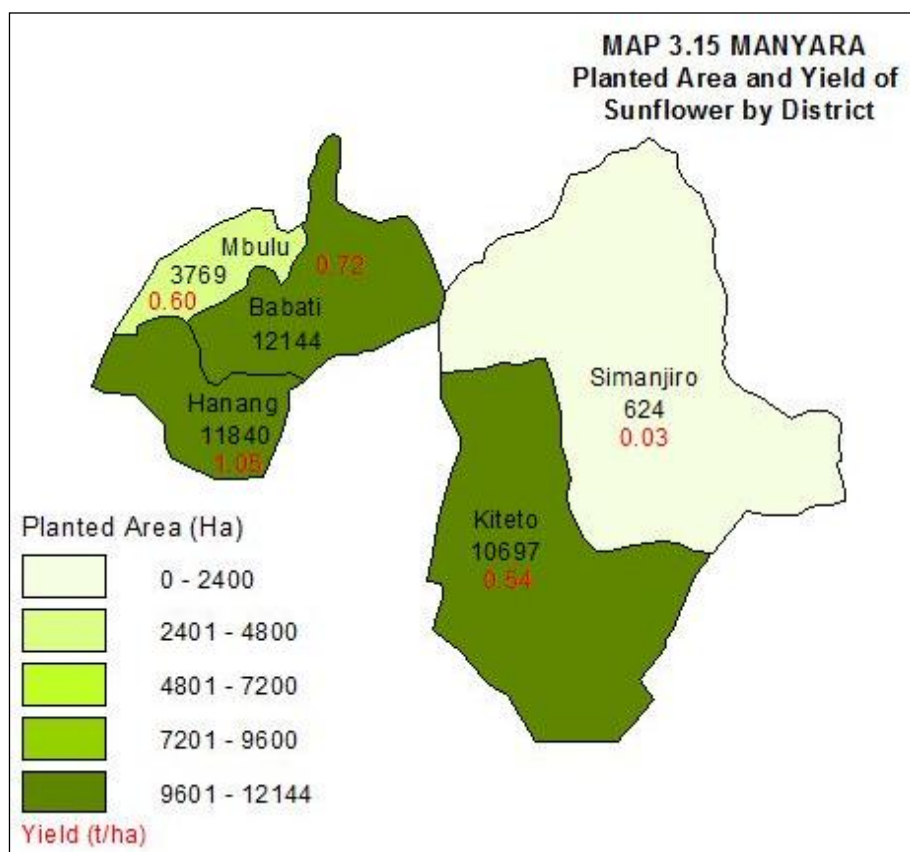 MAP 3.15 MANYARA
Planted Area and Yield of
Sunflower by District
Mbulu
3769
0.60
0.72
Babati
12144
Hanang
11840
1.05
Simanjiro
624
0.03
Kiteto
10697
0.54
Planted Area (Ha)
0 - 2400
2401 - 4800
4801 - 7200
7201 - 9600
9601 - 12144
Yield (t/ha)